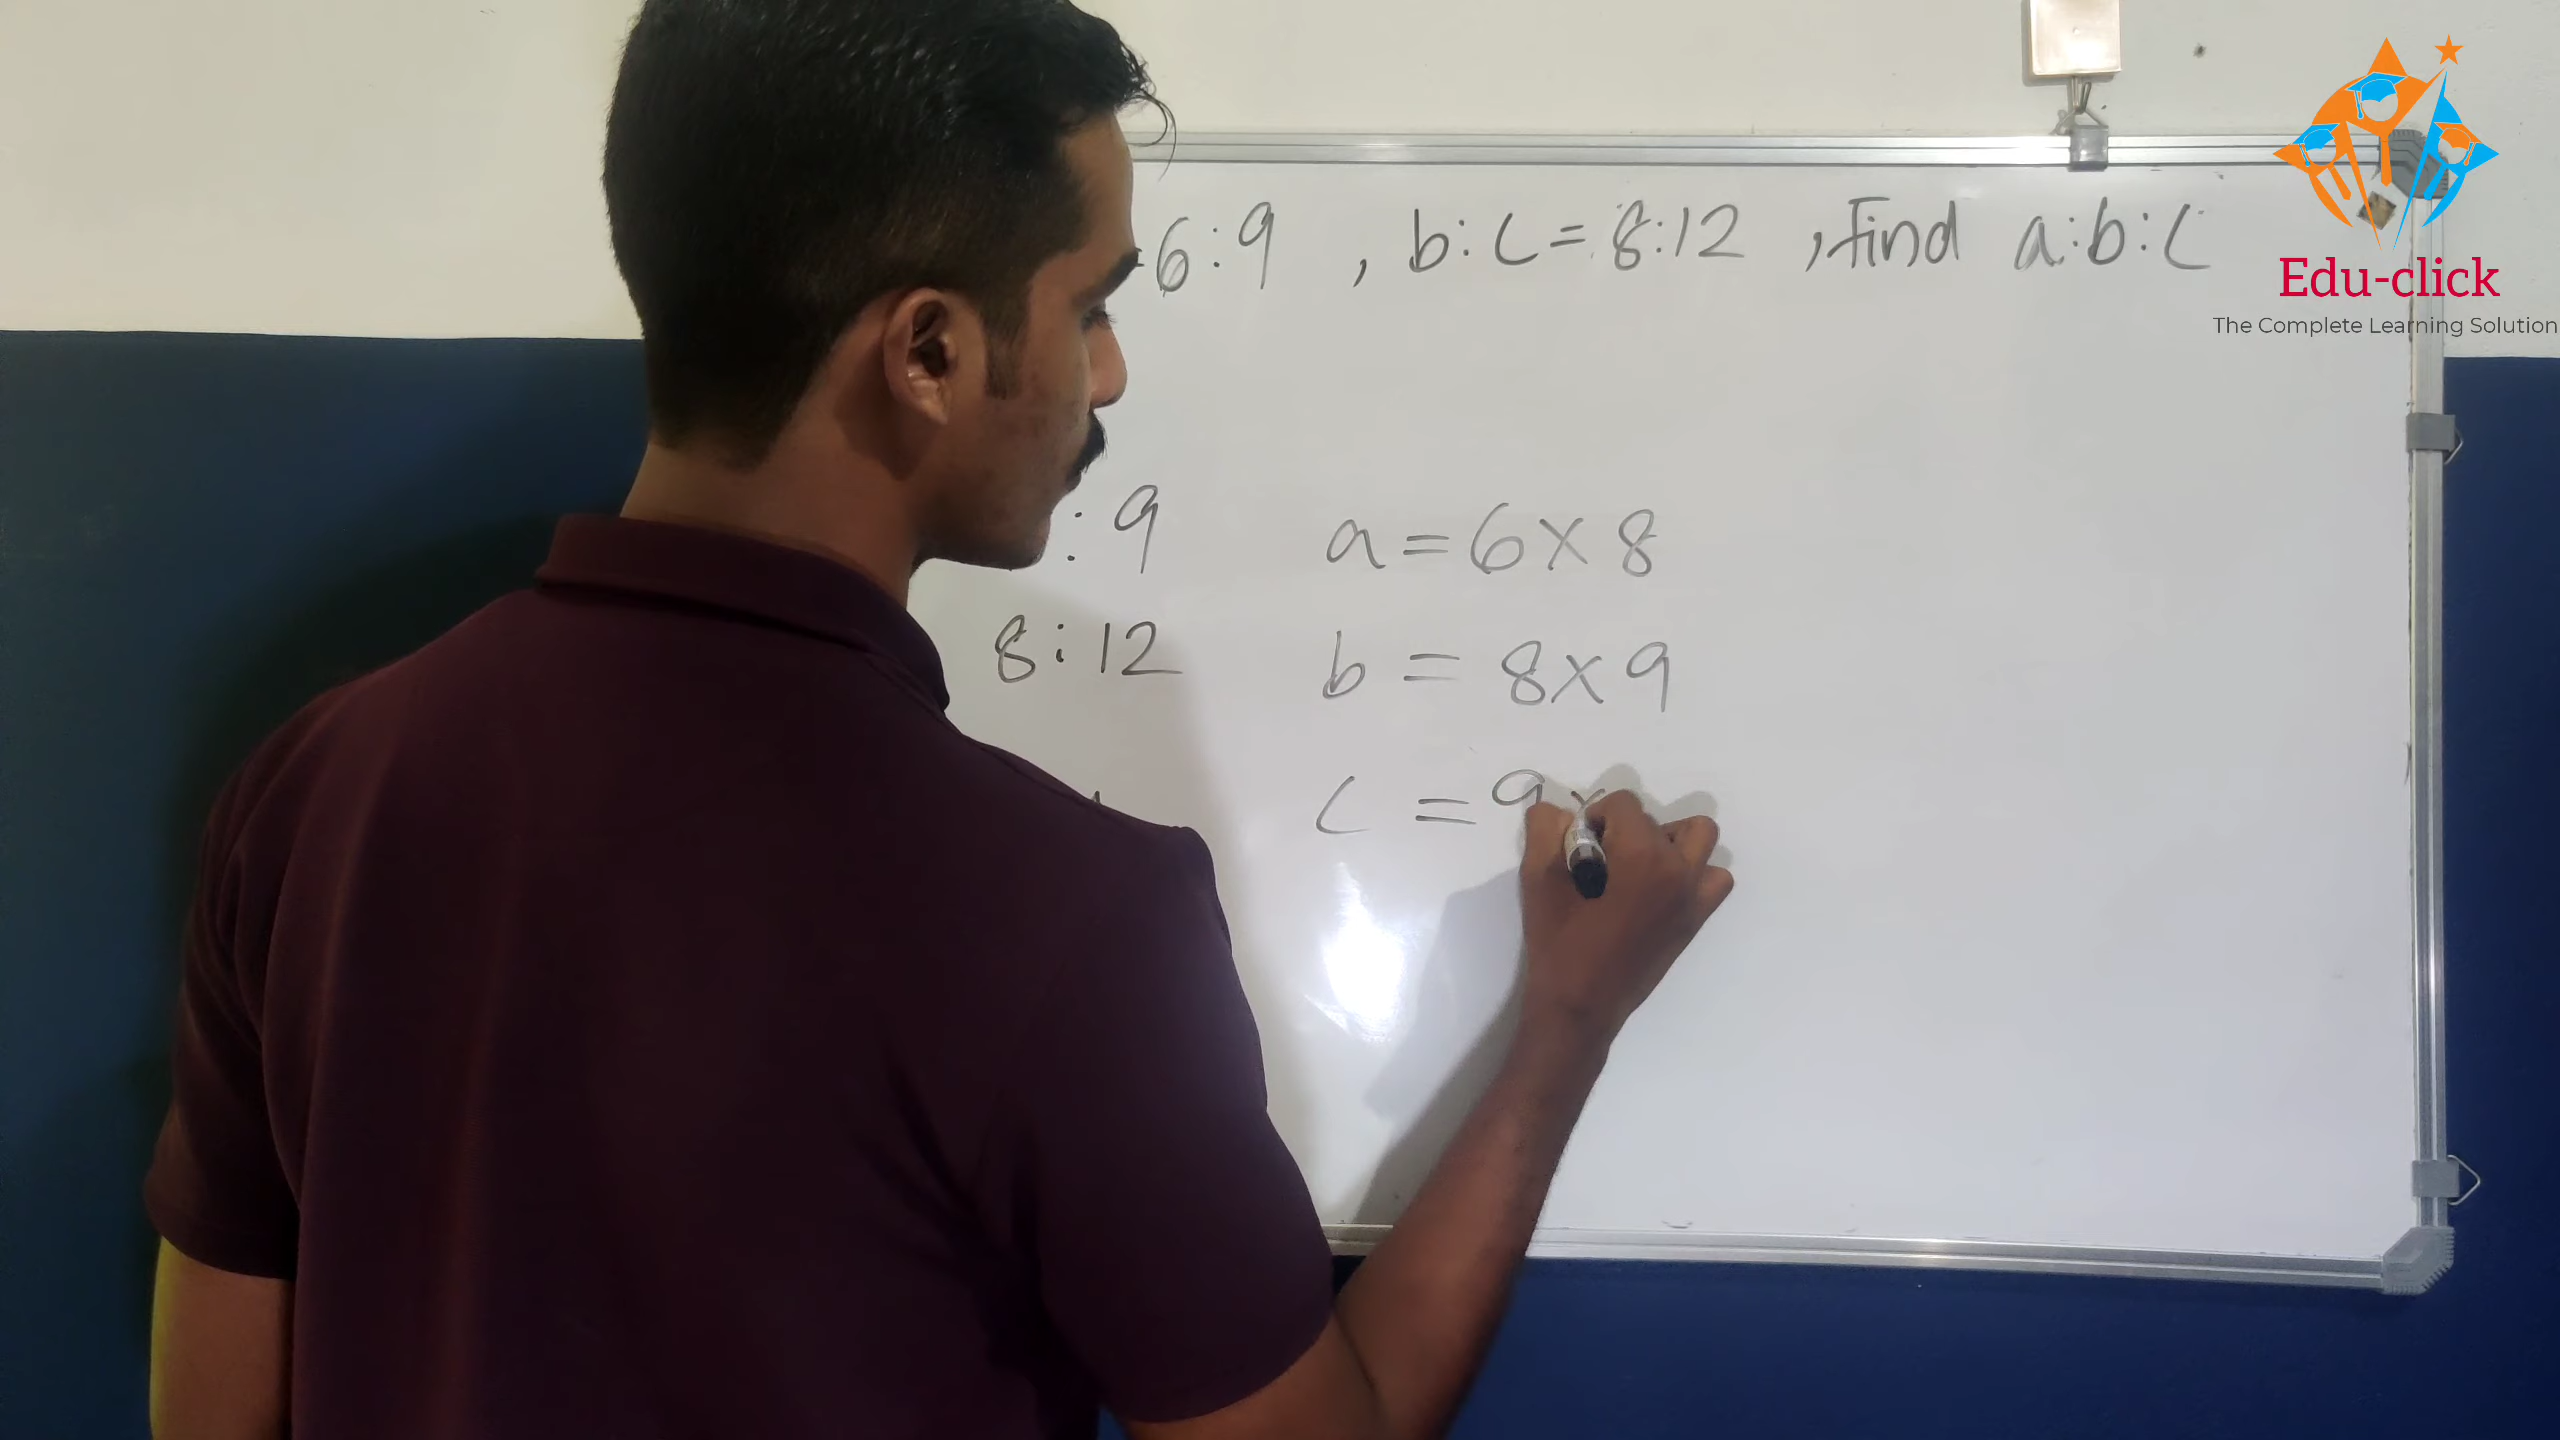 =6:9 , b:c=8:12 , find a:b:c
Edu-click
The Complete Learning Solution
: 9 a=6×8
8:12 b = 8×9
c = 9×